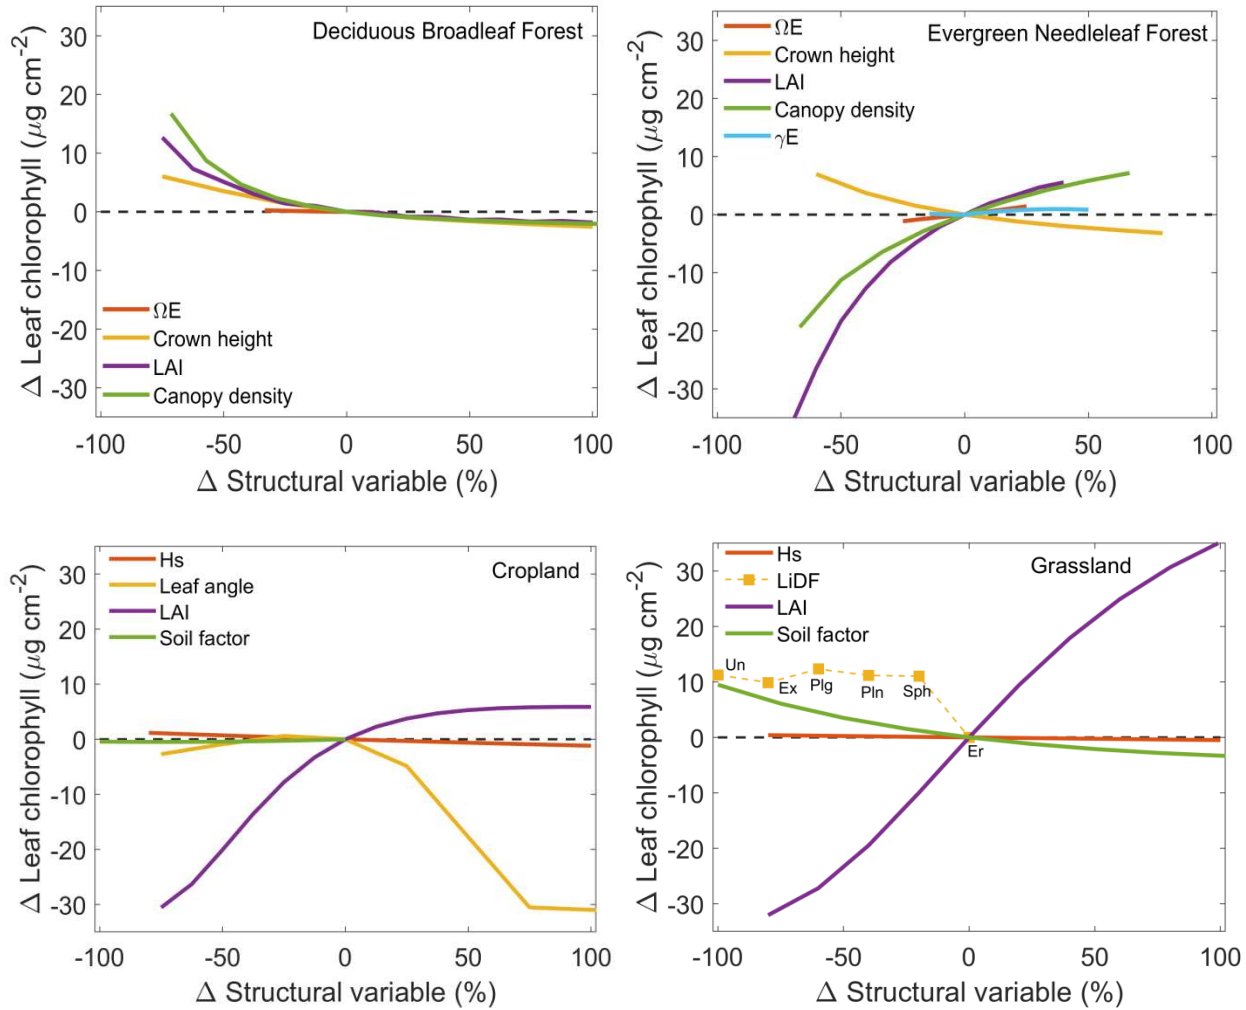 Deciduous Broadleaf Forest
30
20
10
0
-10
-20
-30
Δ Leaf chlorophyll (μg cm-2)
ΩE
Crown height
LAI
Canopy density
-100 -50 0 50 100
Δ Structural variable (%)
Evergreen Needleleaf Forest
ΩE
Crown height
LAI
Canopy density
γE
30
20
10
0
-10
-20
-30
Δ Leaf chlorophyll (μg cm-2)
-100 -50 0 50 100
Δ Structural variable (%)
Cropland
Hs
Leaf angle
LAI
Soil factor
30
20
10
0
-10
-20
-30
Δ Leaf chlorophyll (μg cm-2)
-100 -50 0 50 100
Δ Structural variable (%)
Grassland
Hs
LiDF
LAI
Soil factor
30
20
10
0
-10
-20
-30
Δ Leaf chlorophyll (μg cm-2)
Un
Ex
Plg
Pln
Sph
Er
-100 -50 0 50 100
Δ Structural variable (%)